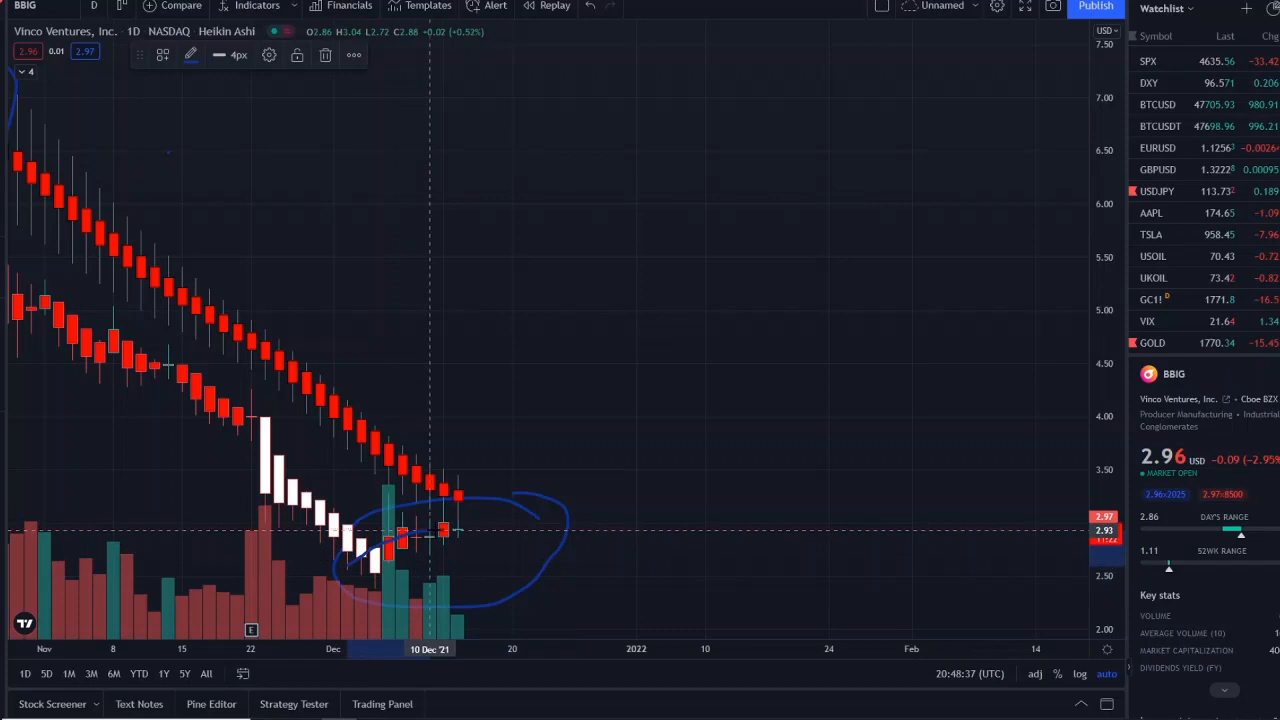 BBIG D Compare Indicators Financials Templates Alert Replay Unnamed Publish
Vinco Ventures, Inc. • 1D NASDAQ Heikin Ashi O2.86 H3.04 L2.72 C2.88 +0.02 (+0.52%)
2.96 0.01 2.97
4px
4
USD
7.50
7.00
6.50
6.00
5.50
5.00
4.50
4.00
3.50
2.97
2.93
2.50
2.00
E
Nov 8 15 22 Dec 10 Dec '21 20 2022 10 24 Feb 14
1D 5D 1M 3M 6M YTD 1Y 5Y All
20:48:37 (UTC) adj % log auto
Stock Screener Text Notes Pine Editor Strategy Tester Trading Panel
Watchlist
Symbol Last Chg
SPX 4635.56 -33.42
DXY 96.571 0.206
BTCUSD 47705.93 980.91
BTCUSDT 47698.96 996.21
EURUSD 1.12563 -0.00264
GBPUSD 1.32228 0.00095
USDJPY 113.732 0.189
AAPL 174.65 -1.09
TSLA 958.45 -7.96
USOIL 70.43 -0.72
UKOIL 73.42 -0.82
GC1! D 1771.8 -16.5
VIX 21.64 1.34
GOLD 1770.34 -15.45
BBIG
Vinco Ventures, Inc. • Cboe BZX
Producer Manufacturing • Industrial
Conglomerates
2.96 USD -0.09 (-2.95%
MARKET OPEN
2.96×2025 2.97×8500
2.86 DAY'S RANGE
1.11 52WK RANGE
Key stats
VOLUME
AVERAGE VOLUME (10)
MARKET CAPITALIZATION
DIVIDENDS YIELD (FY)